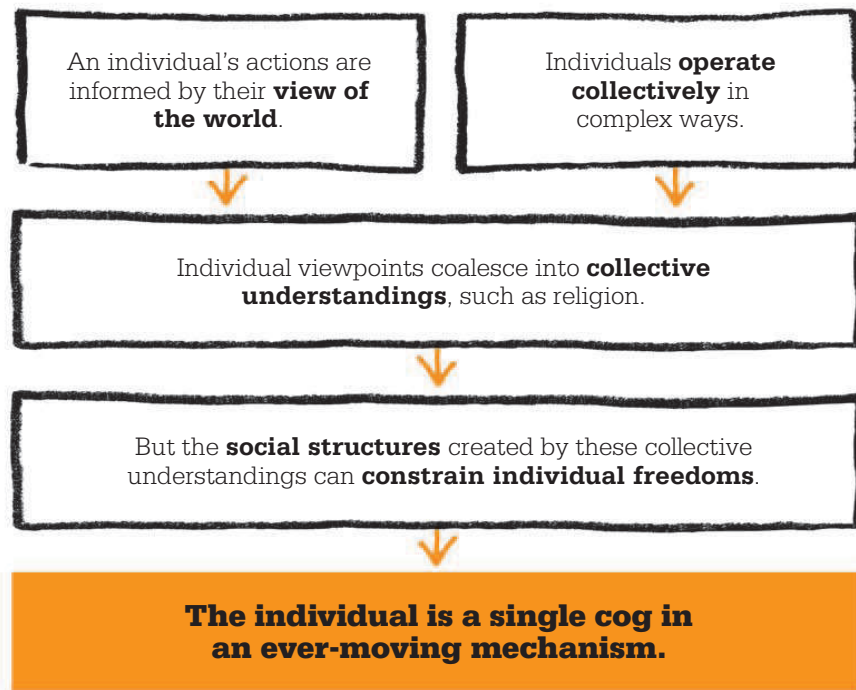 An individual’s actions are
informed by their view of
the world.
Individuals operate
collectively in
complex ways.
Individual viewpoints coalesce into collective
understandings, such as religion.
But the social structures created by these collective
understandings can constrain individual freedoms.
The individual is a single cog in
an ever-moving mechanism.